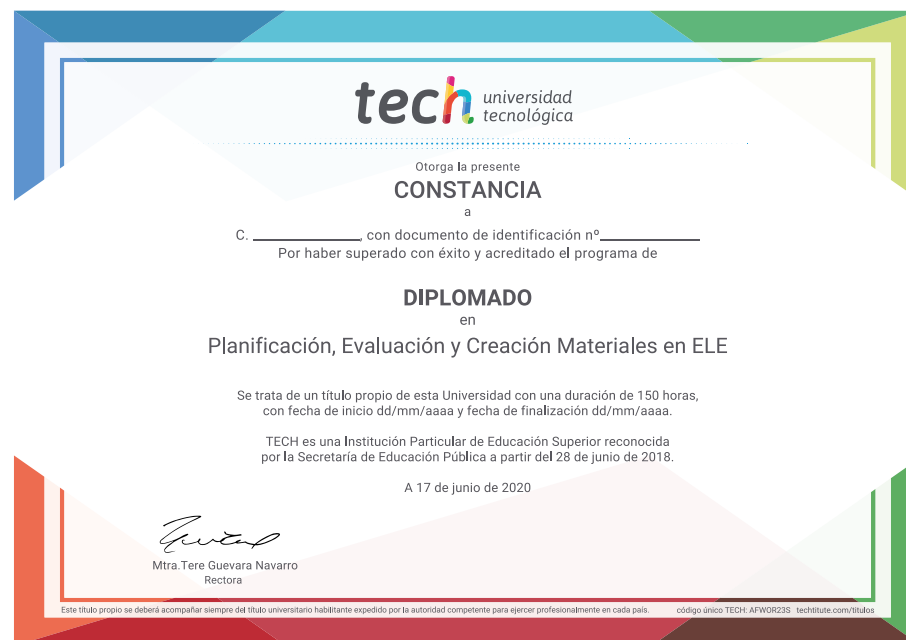 tech universidad
tecnológica
Otorga la presente
CONSTANCIA
a
C. ________________, con documento de identificación nº_______________
Por haber superado con éxito y acreditado el programa de
DIPLOMADO
en
Planificación, Evaluación y Creación Materiales en ELE
Se trata de un título propio de esta Universidad con una duración de 150 horas,
con fecha de inicio dd/mm/aaaa y fecha de finalización dd/mm/aaaa.
TECH es una Institución Particular de Educación Superior reconocida
por la Secretaría de Educación Pública a partir del 28 de junio de 2018.
A 17 de junio de 2020
Mtra.Tere Guevara Navarro
Rectora
Este título propio se deberá acompañar siempre del título universitario habilitante expedido por la autoridad competente para ejercer profesionalmente en cada país. código único TECH: AFWOR23S techtitute.com/titulos